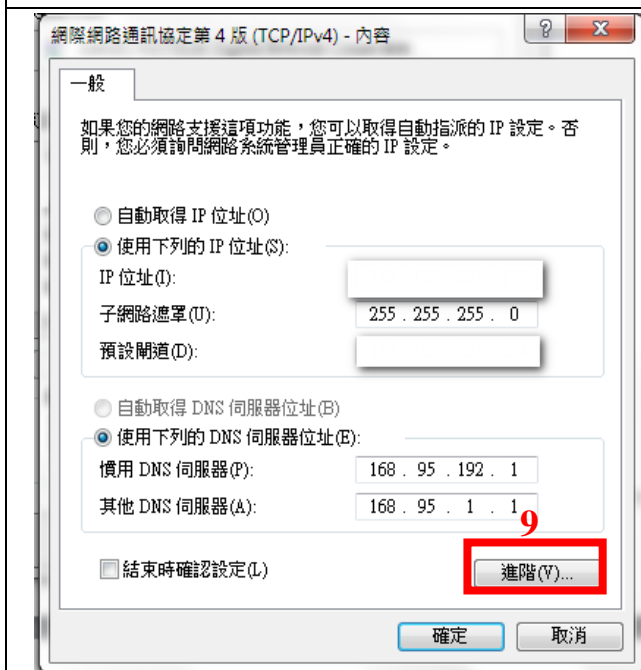 網際網路通訊協定第 4 版 (TCP/IPv4) - 內容
一般
如果您的網路支援這項功能，您可以取得自動指派的 IP 設定。否
則，您必須詢問網路系統管理員正確的 IP 設定。
自動取得 IP 位址(O)
使用下列的 IP 位址(S):
IP 位址(I):
子網路遮罩(U): 255 . 255 . 255 . 0
預設閘道(D):
自動取得 DNS 伺服器位址(B)
使用下列的 DNS 伺服器位址(E):
慣用 DNS 伺服器(P): 168 . 95 . 192 . 1
其他 DNS 伺服器(A): 168 . 95 . 1 . 1
9
結束時確認設定(L) 進階(V)...
確定 取消